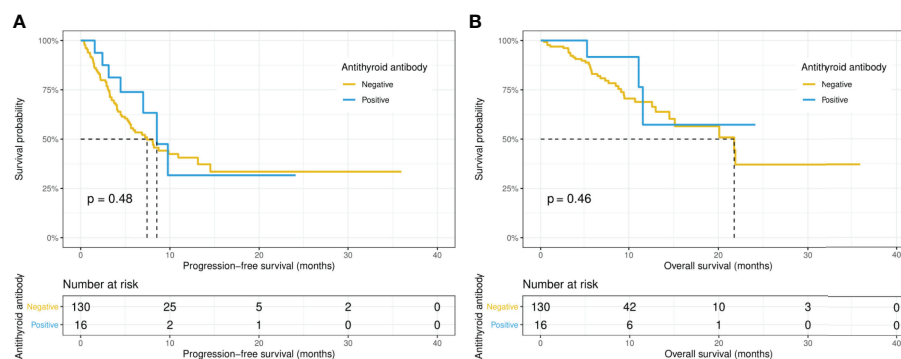 A
100%
75%
50%
25%
0%
Survival probability
Antithyroid antibody
Negative
Positive
p = 0.48
0 10 20 30 40
Progression-free survival (months)
Number at risk
Antithyroid antibody
Negative 130 25 5 2 0
Positive 16 2 1 0 0
0 10 20 30 40
Progression-free survival (months)
B
100%
75%
50%
25%
0%
Survival probability
Antithyroid antibody
Negative
Positive
p = 0.46
0 10 20 30 40
Overall survival (months)
Number at risk
Antithyroid antibody
Negative 130 42 10 3 0
Positive 16 6 1 0 0
0 10 20 30 40
Overall survival (months)